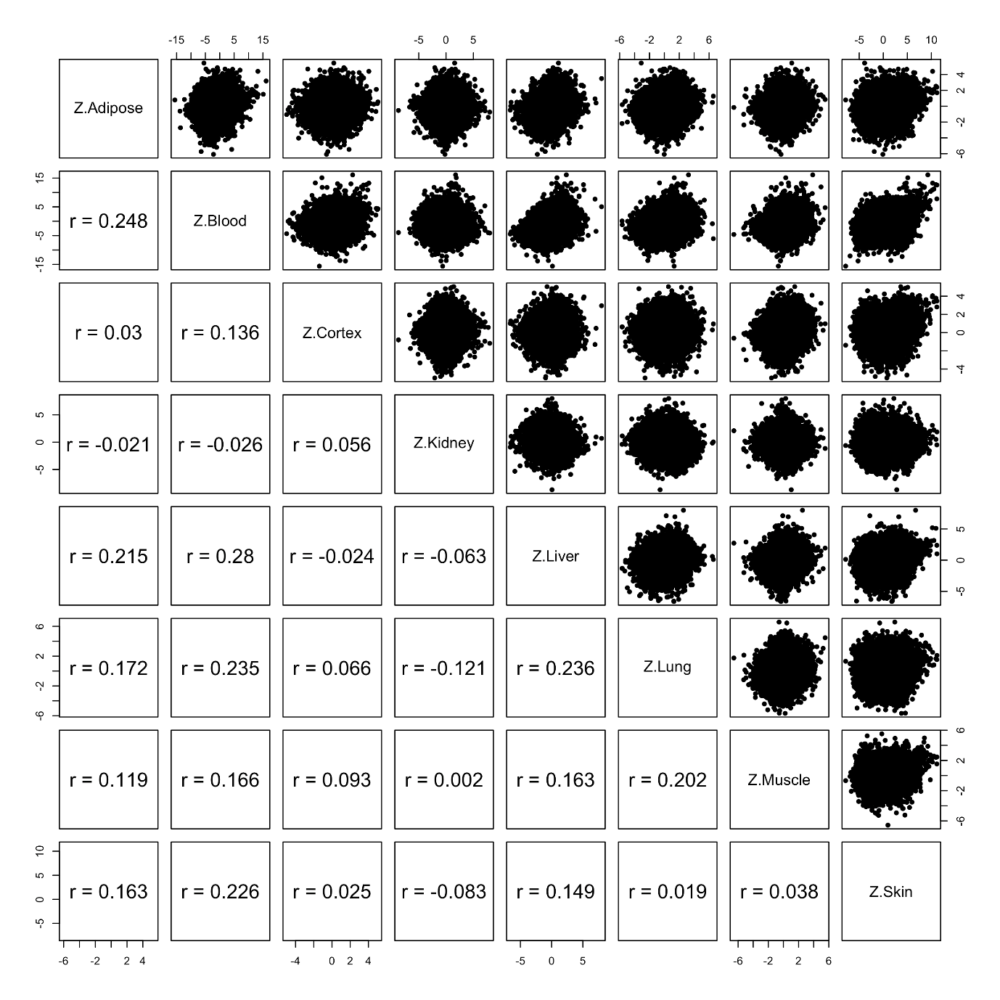 -15 -5 5 15 -5 0 5 -6 -2 2 6 -5 0 5 10
Z.Adipose
-6 -2 2 4
-15 -5 5 15
r = 0.248 Z.Blood
r = 0.03 r = 0.136 Z.Cortex
-4 0 2 4
-5 0 5
r = -0.021 r = -0.026 r = 0.056 Z.Kidney
r = 0.215 r = 0.28 r = -0.024 r = -0.063 Z.Liver
-5 0 5
-6 -2 2 6
r = 0.172 r = 0.235 r = 0.066 r = -0.121 r = 0.236 Z.Lung
r = 0.119 r = 0.166 r = 0.093 r = 0.002 r = 0.163 r = 0.202 Z.Muscle
-6 -2 2 6
-5 0 5 10
r = 0.163 r = 0.226 r = 0.025 r = -0.083 r = 0.149 r = 0.019 r = 0.038 Z.Skin
-6 -2 2 4 -4 0 2 4 -5 0 5 -6 -2 2 6